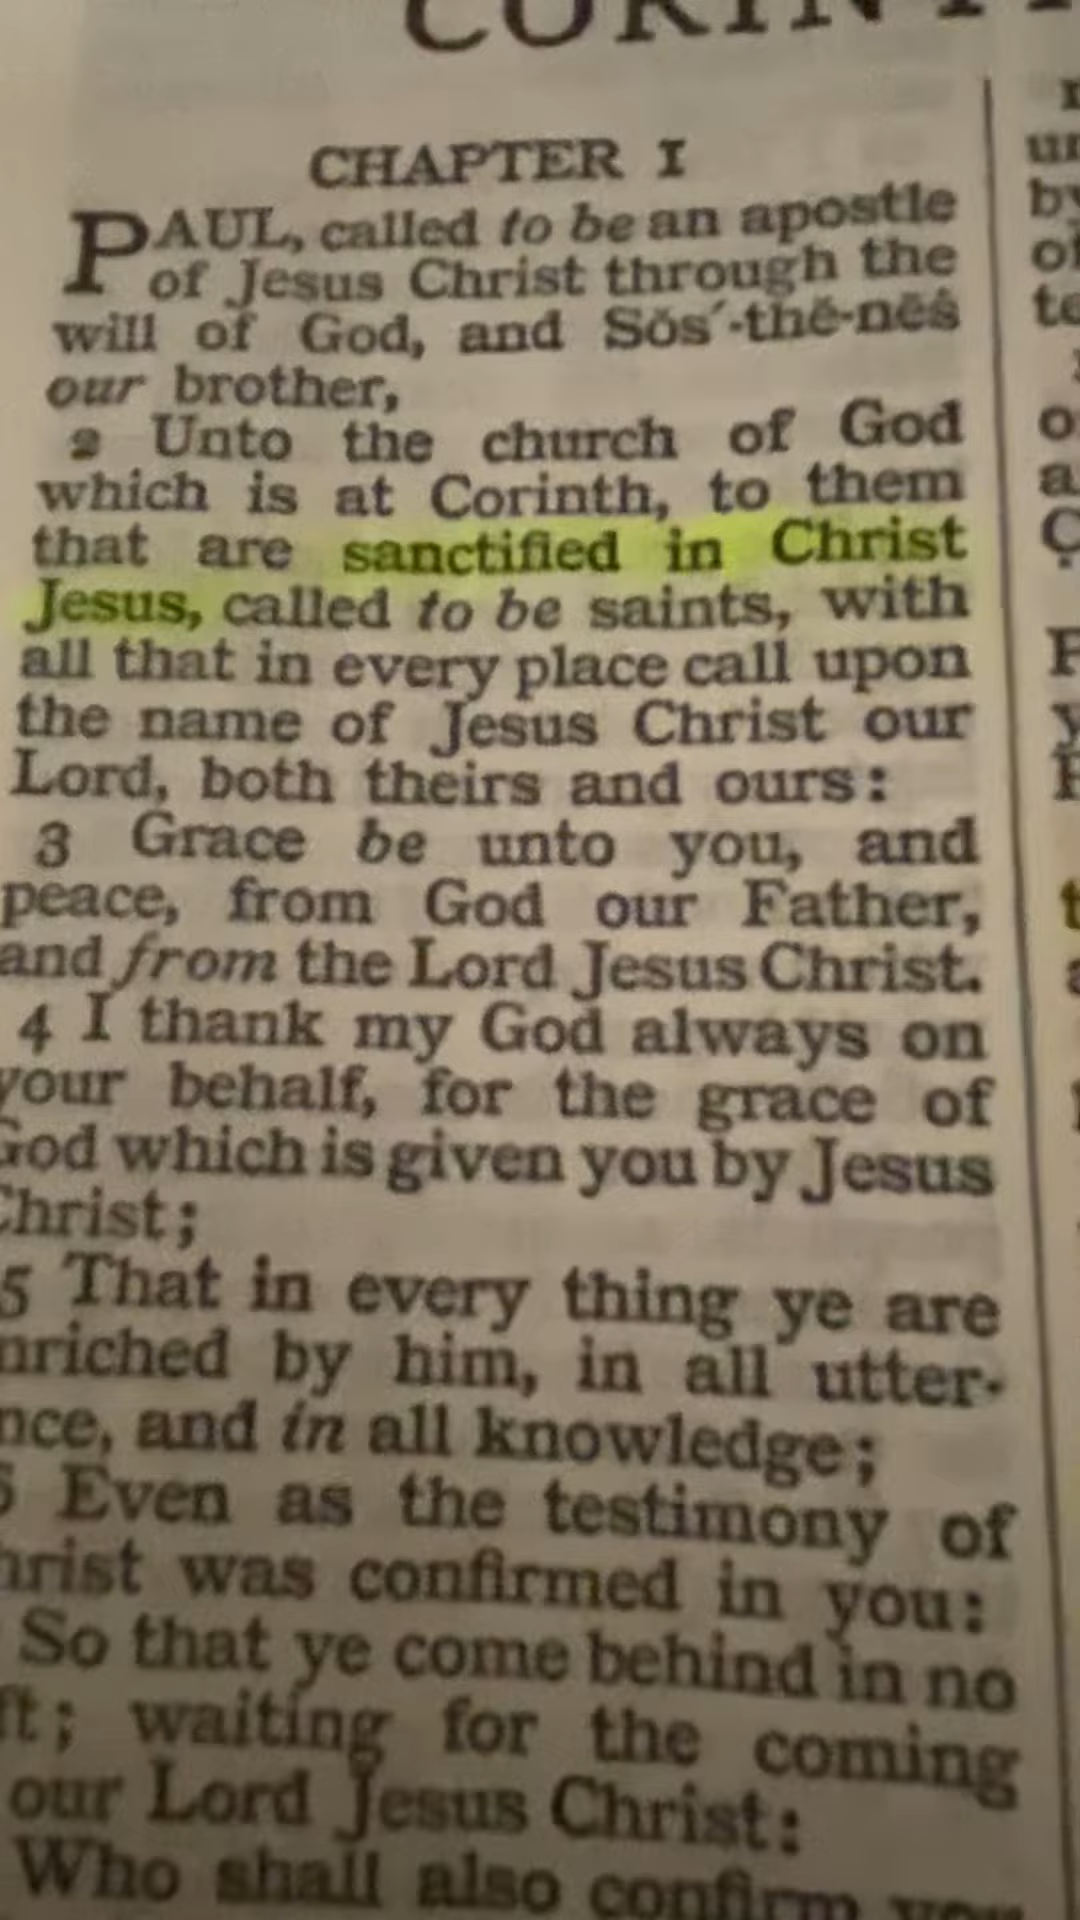 CORINT
CHAPTER I
PAUL, called to be an apostle
of Jesus Christ through the
will of God, and Sŏs´-thĕ-nēs̑
our brother,
2 Unto the church of God
which is at Corinth, to them
that are sanctified in Christ
Jesus, called to be saints, with
all that in every place call upon
the name of Jesus Christ our
Lord, both theirs and ours:
3 Grace be unto you, and
peace, from God our Father,
and from the Lord Jesus Christ.
4 I thank my God always on
your behalf, for the grace of
God which is given you by Jesus
Christ;
5 That in every thing ye are
nriched by him, in all utter-
nce, and in all knowledge;
6 Even as the testimony of
hrist was confirmed in you:
So that ye come behind in no
ft; waiting for the coming
our Lord Jesus Christ:
Who shall also confirm you